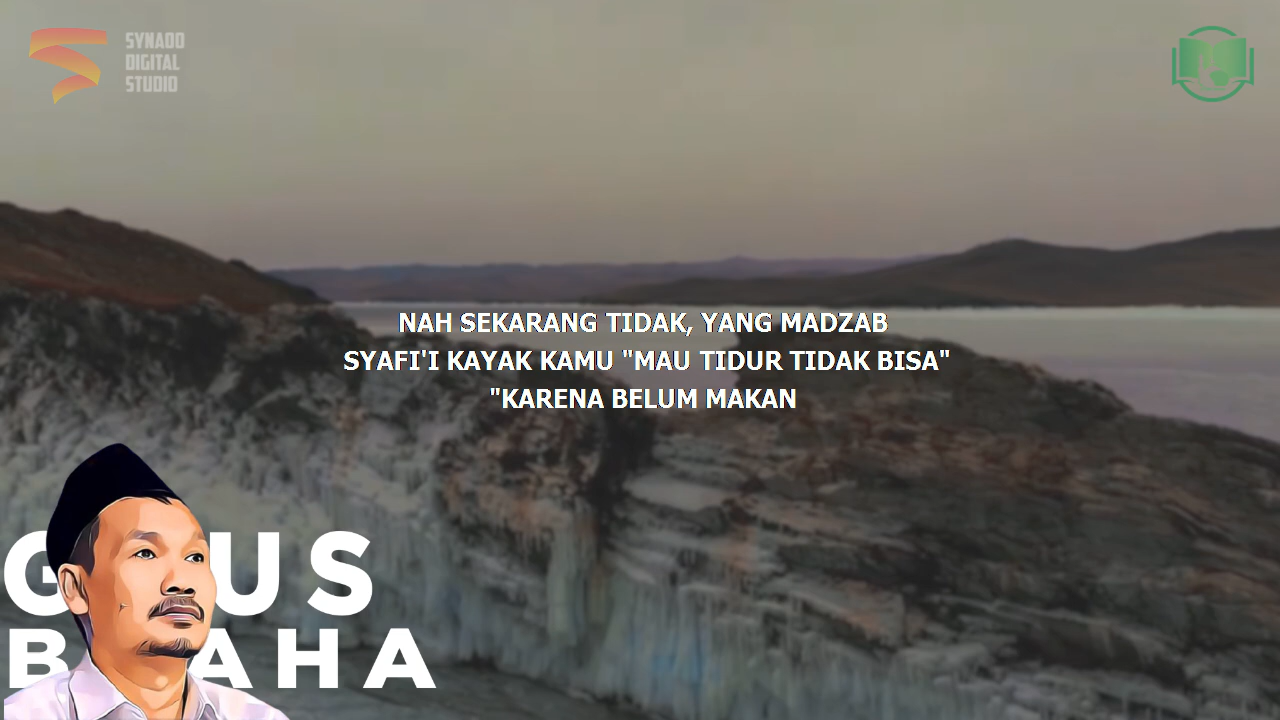 SYNADO
DIGITAL
STUDIO
NAH SEKARANG TIDAK, YANG MADZAB
SYAFI'I KAYAK KAMU "MAU TIDUR TIDAK BISA"
"KARENA BELUM MAKAN
GUS
BAHA